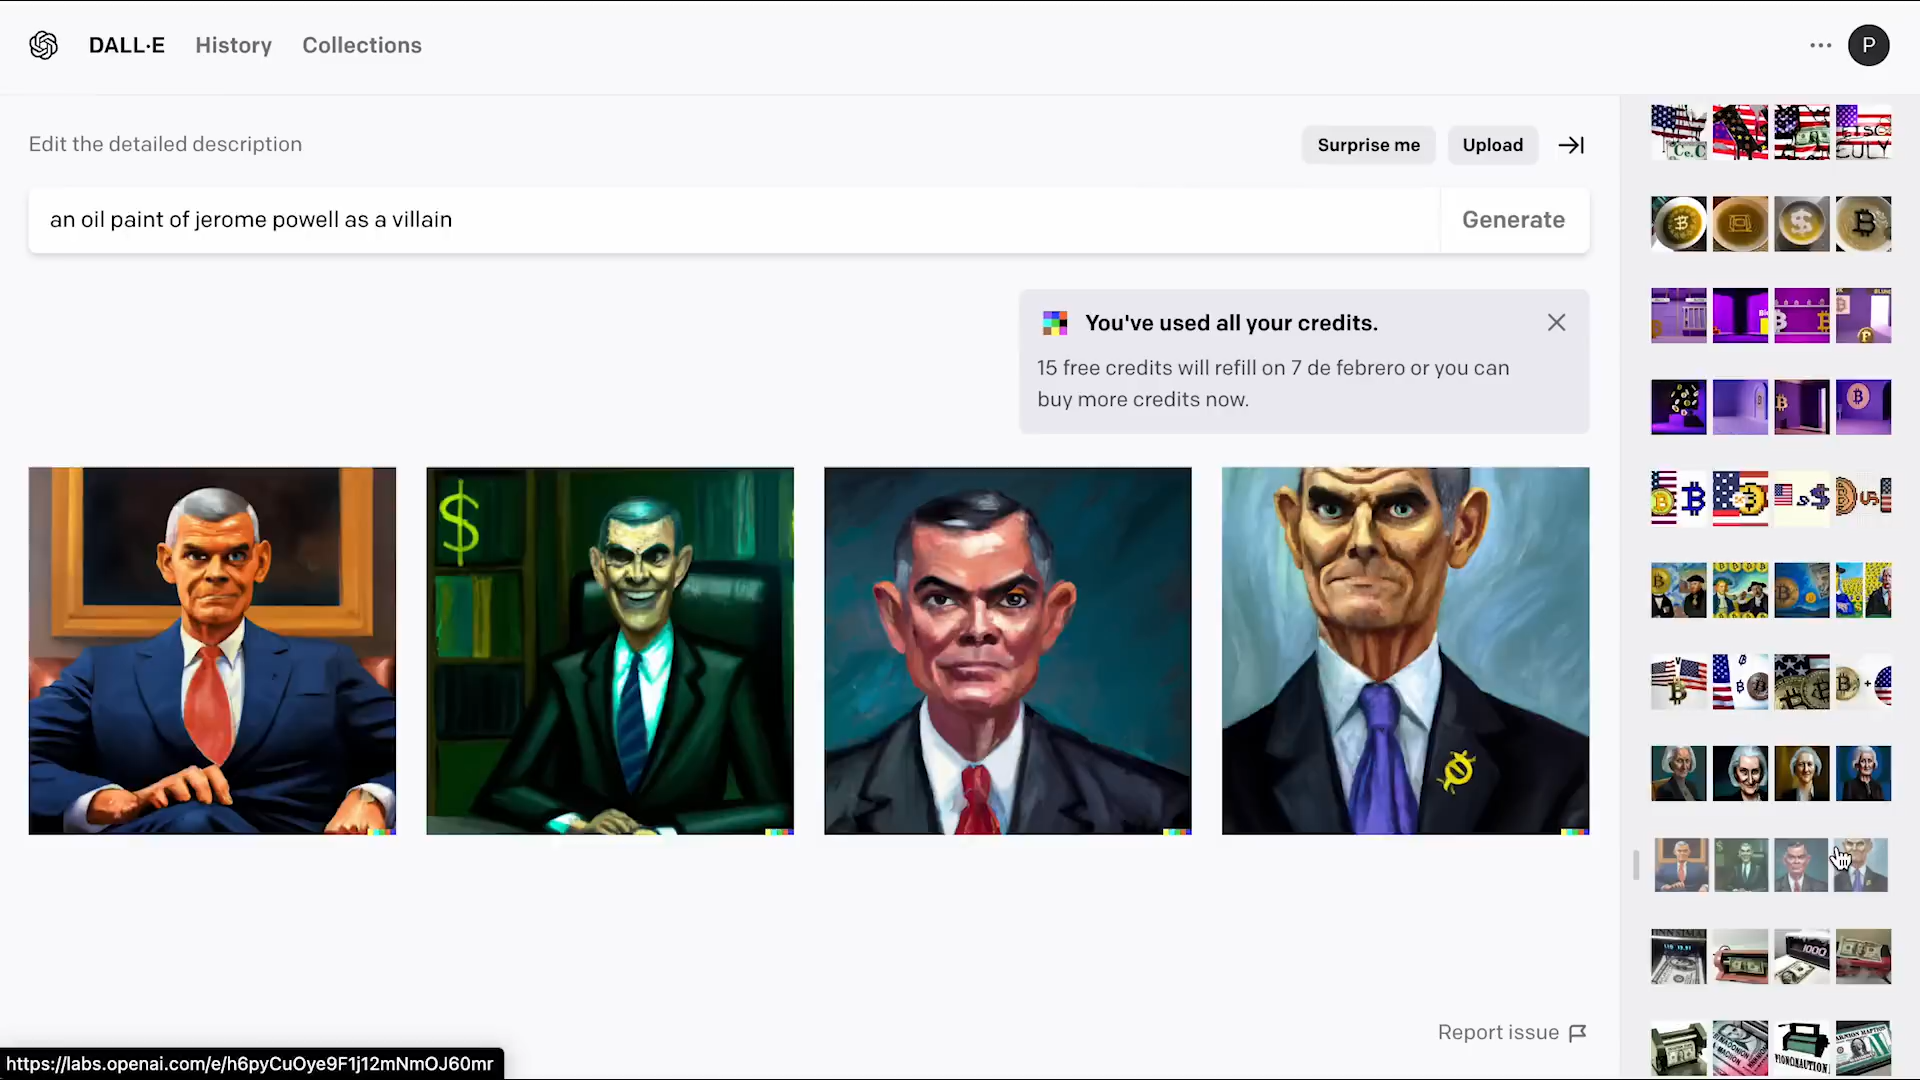 DALL·E History Collections
P
Edit the detailed description
Surprise me
Upload
an oil paint of jerome powell as a villain
Generate
You've used all your credits.
15 free credits will refill on 7 de febrero or you can
buy more credits now.
$
Report issue
https://labs.openai.com/e/h6pyCuOye9F1j12mNmOJ60mr